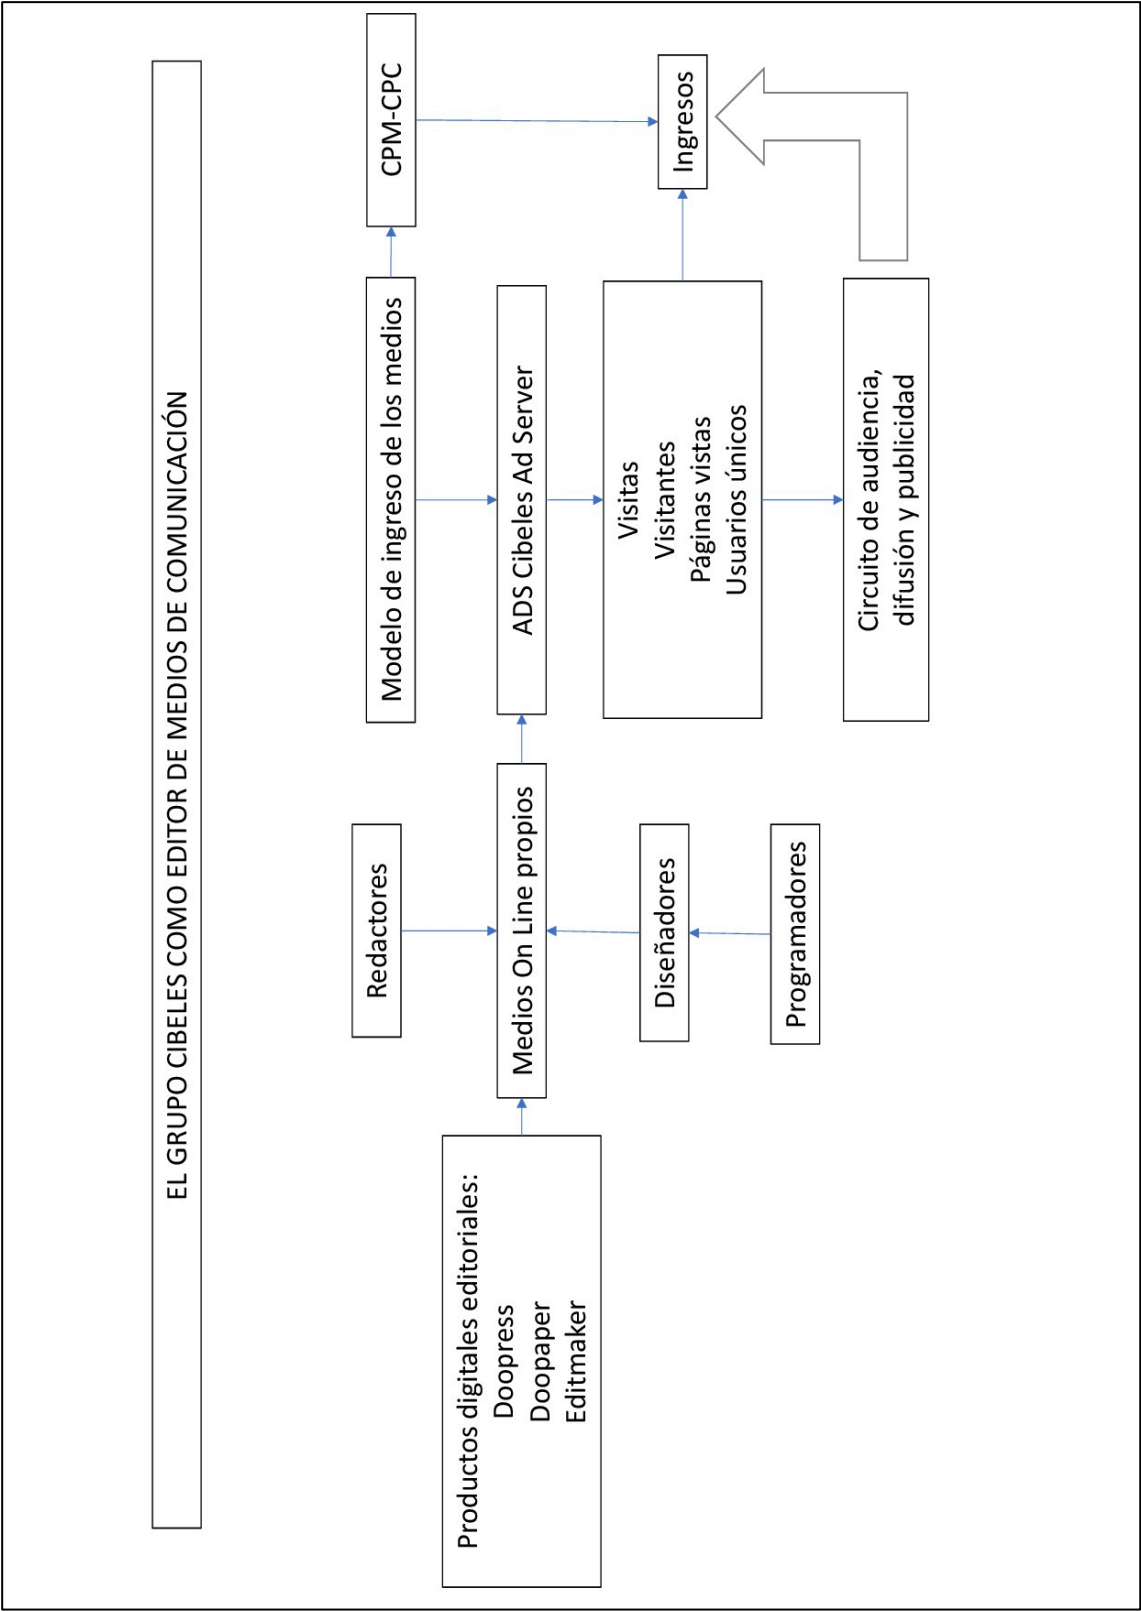 EL GRUPO CIBELES COMO EDITOR DE MEDIOS DE COMUNICACIÓN
Productos digitales editoriales:
Doopress
Doopaper
Editmaker
Redactores
Medios On Line propios
Diseñadores
Programadores
Modelo de ingreso de los medios
ADS Cibeles Ad Server
Visitas
Visitantes
Páginas vistas
Usuarios únicos
Circuito de audiencia,
difusión y publicidad
CPM-CPC
Ingresos